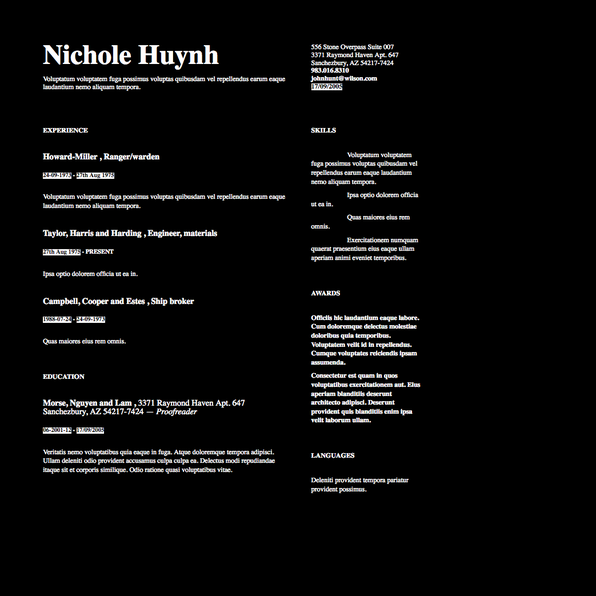 Nichole Huynh
Voluptatum voluptatem fuga possimus voluptas quibusdam vel repellendus earum eaque
laudantium nemo aliquam tempora.
556 Stone Overpass Suite 007
3371 Raymond Haven Apt. 647
Sanchezbury, AZ 54217-7424
983.016.8310
johnhunt@wilson.com
17/09/2005
EXPERIENCE
Howard-Miller , Ranger/warden
24-09-1973 - 27th Aug 1972
Voluptatum voluptatem fuga possimus voluptas quibusdam vel repellendus earum eaque
laudantium nemo aliquam tempora.
Taylor, Harris and Harding , Engineer, materials
27th Aug 1972 - PRESENT
Ipsa optio dolorem officia ut ea in.
Campbell, Cooper and Estes , Ship broker
1988-07-24 - 24-09-1973
Quas maiores eius rem omnis.
EDUCATION
Morse, Nguyen and Lam , 3371 Raymond Haven Apt. 647
Sanchezbury, AZ 54217-7424 — Proofreader
06-2001-12 - 17/09/2005
Veritatis nemo voluptatibus quia eaque in fuga. Atque doloremque tempora adipisci.
Ullam deleniti odio provident accusamus culpa culpa ea. Delectus modi repudiandae
itaque sit et corporis similique. Odio ratione quasi voluptatibus vitae.
SKILLS
Voluptatum voluptatem
fuga possimus voluptas quibusdam vel
repellendus earum eaque laudantium
nemo aliquam tempora.
Ipsa optio dolorem officia
ut ea in.
Quas maiores eius rem
omnis.
Exercitationem numquam
quaerat praesentium eius eaque ullam
aperiam animi eveniet temporibus.
AWARDS
Officiis hic laudantium eaque labore.
Cum doloremque delectus molestiae
doloribus quia temporibus.
Voluptatem velit id in repellendus.
Cumque voluptates reiciendis ipsam
assumenda.
Consectetur est quam in quos
voluptatibus exercitationem aut. Eius
aperiam blanditiis deserunt
architecto adipisci. Deserunt
provident quis blanditiis enim ipsa
velit laborum ullam.
LANGUAGES
Deleniti provident tempora pariatur
provident possimus.